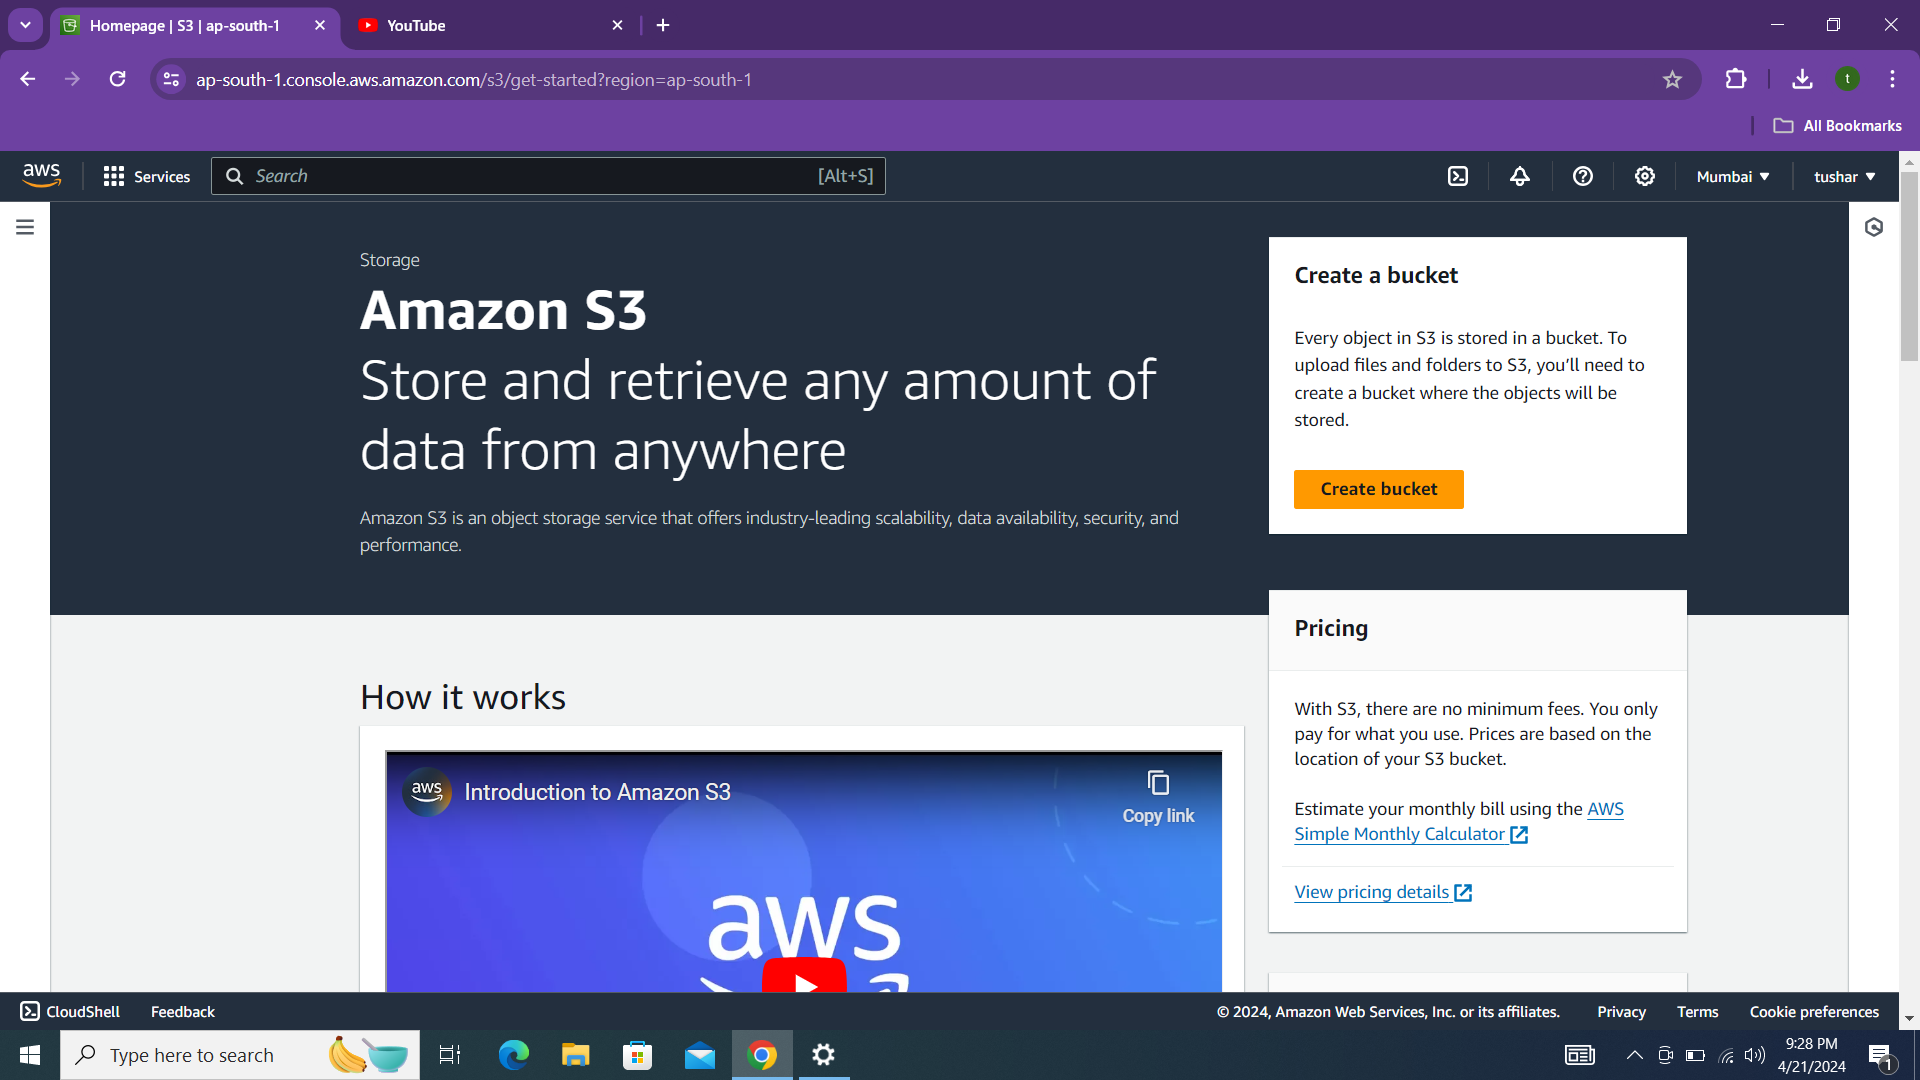 Homepage | S3 | ap-south-1
YouTube
ap-south-1.console.aws.amazon.com/s3/get-started?region=ap-south-1
t
All Bookmarks
aws
Services
Search
[Alt+S]
Mumbai
tushar
Storage
Amazon S3
Store and retrieve any amount of
data from anywhere
Amazon S3 is an object storage service that offers industry-leading scalability, data availability, security, and
performance.
Create a bucket
Every object in S3 is stored in a bucket. To
upload files and folders to S3, you'll need to
create a bucket where the objects will be
stored.
Create bucket
Pricing
With S3, there are no minimum fees. You only
pay for what you use. Prices are based on the
location of your S3 bucket.
Estimate your monthly bill using the AWS
Simple Monthly Calculator
View pricing details
How it works
aws
Introduction to Amazon S3
Copy link
aws
CloudShell
Feedback
© 2024, Amazon Web Services, Inc. or its affiliates.
Privacy
Terms
Cookie preferences
Type here to search
9:28 PM
4/21/2024
1